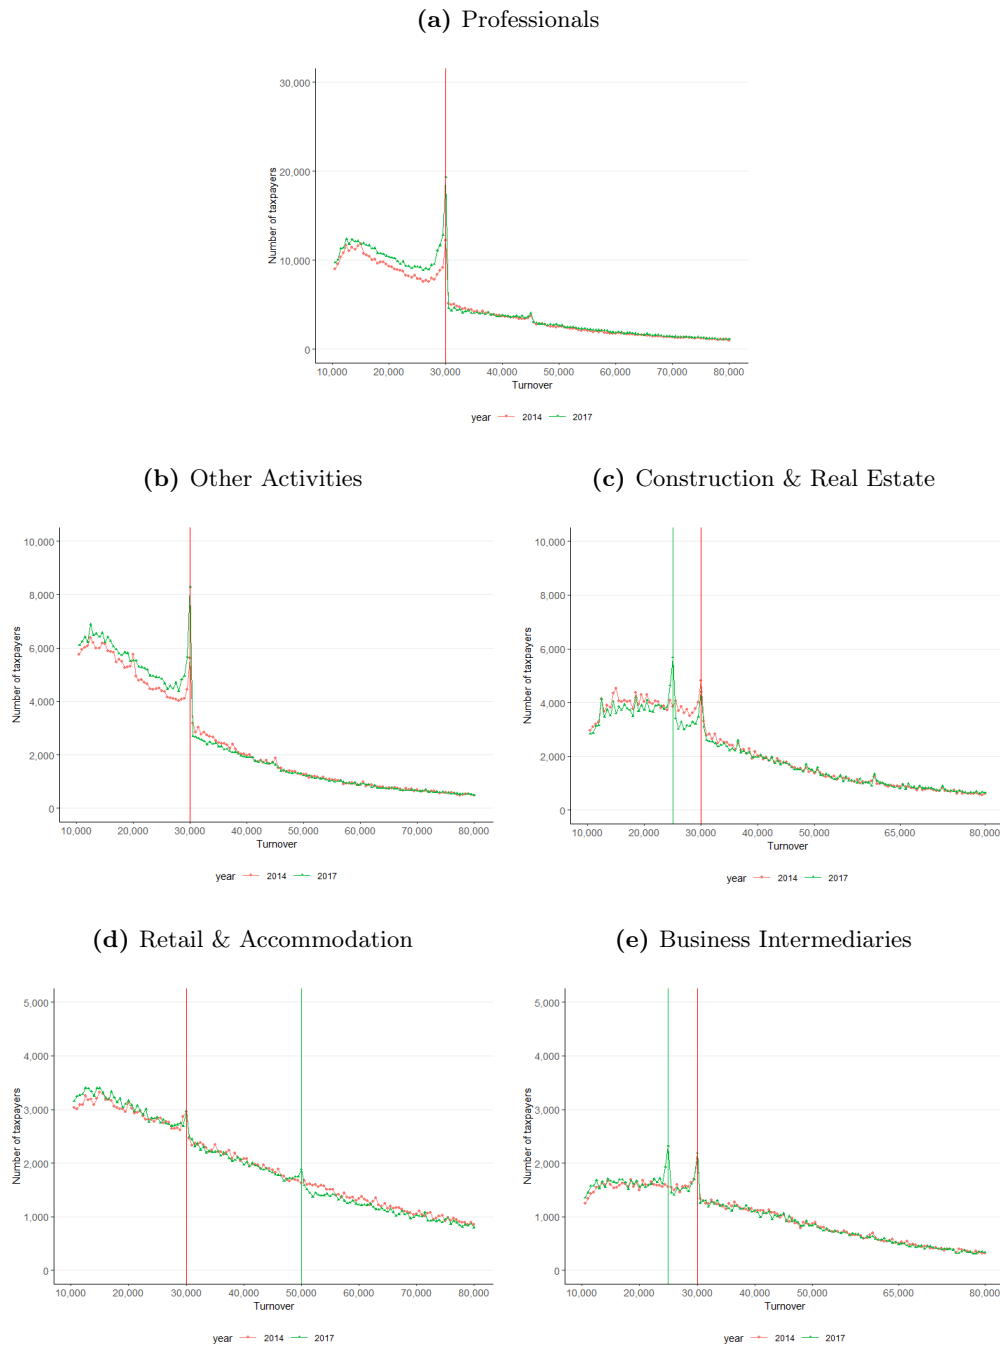 (a) Professionals
30,000
20,000
10,000
0
Number of taxpayers
10,000 20,000 30,000 40,000 50,000 60,000 70,000 80,000
Turnover
year 2014 2017
(b) Other Activities
10,000
8,000
6,000
4,000
2,000
0
Number of taxpayers
10,000 20,000 30,000 40,000 50,000 60,000 70,000 80,000
Turnover
year 2014 2017
(c) Construction & Real Estate
10,000
8,000
6,000
4,000
2,000
0
Number of taxpayers
10,000 20,000 30,000 40,000 50,000 65,000 80,000
Turnover
year 2014 2017
(d) Retail & Accommodation
5,000
4,000
3,000
2,000
1,000
0
Number of taxpayers
10,000 20,000 30,000 40,000 50,000 60,000 70,000 80,000
Turnover
year 2014 2017
(e) Business Intermediaries
5,000
4,000
3,000
2,000
1,000
0
Number of taxpayers
10,000 20,000 30,000 40,000 50,000 65,000 80,000
Turnover
year 2014 2017